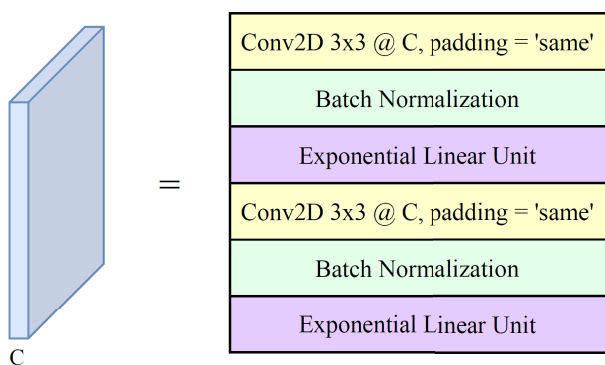 Conv2D 3x3 @ C, padding = 'same'
Batch Normalization
Exponential Linear Unit
=
Conv2D 3x3 @ C, padding = 'same'
Batch Normalization
Exponential Linear Unit
C